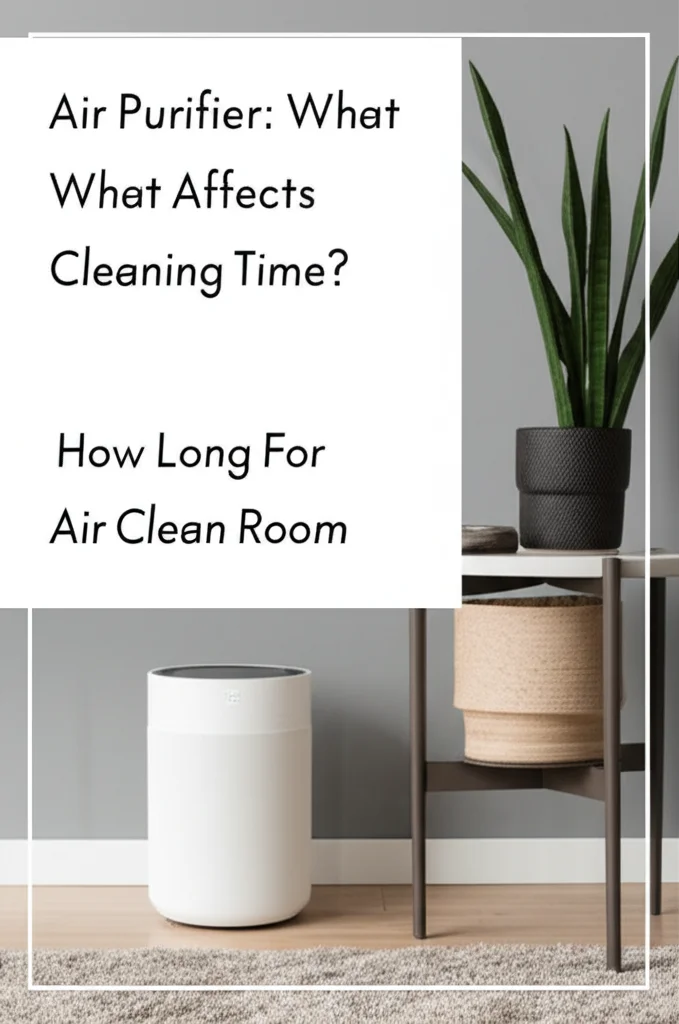 Air Purifier: What
What Affects
Cleaning Time?
How Long For
Air Clean Room